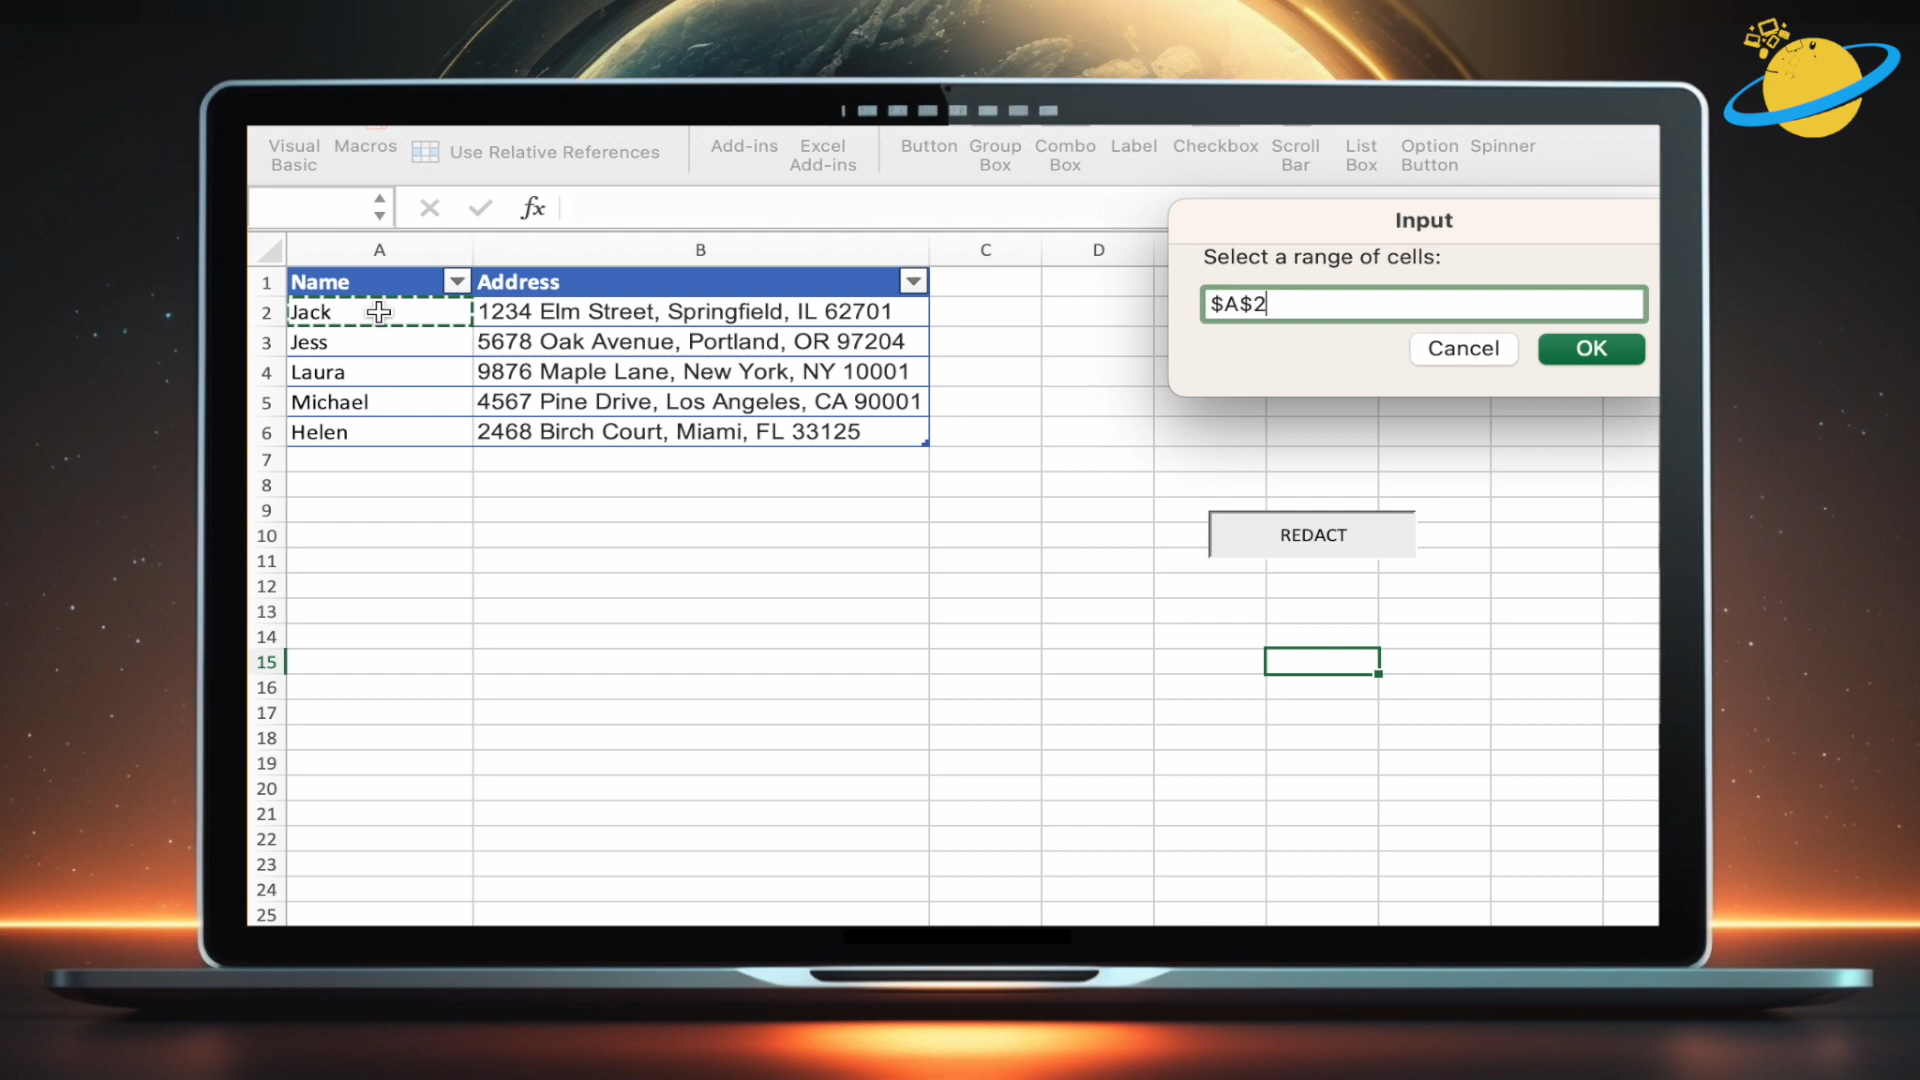 Visual Basic
Macros
Use Relative References
Add-ins
Excel Add-ins
Button
Group Box
Combo Box
Label
Checkbox
Scroll Bar
List Box
Option Button
Spinner
fx
Input
Select a range of cells:
$A$2
Cancel
OK
A B C D
1 Name Address
2 Jack 1234 Elm Street, Springfield, IL 62701
3 Jess 5678 Oak Avenue, Portland, OR 97204
4 Laura 9876 Maple Lane, New York, NY 10001
5 Michael 4567 Pine Drive, Los Angeles, CA 90001
6 Helen 2468 Birch Court, Miami, FL 33125
7
8
9
10
REDACT
11
12
13
14
15
16
17
18
19
20
21
22
23
24
25